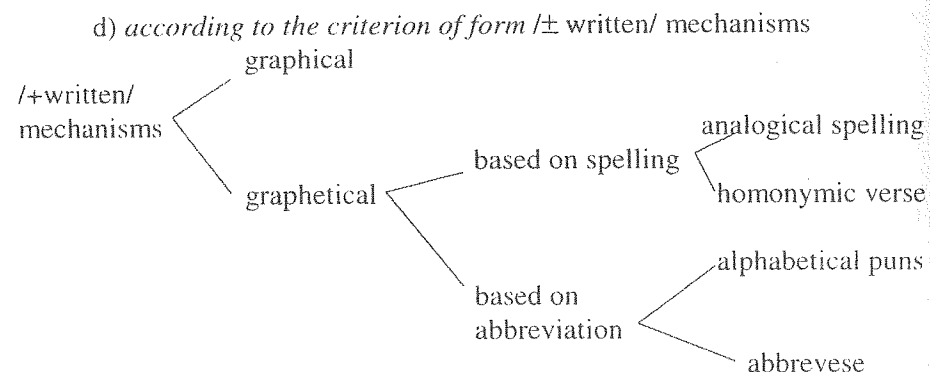 d) according to the criterion of form /± written/ mechanisms
graphical
/+written/
mechanisms
analogical spelling
based on spelling
homonymic verse
graphetical
alphabetical puns
based on
abbreviation
abbrevese